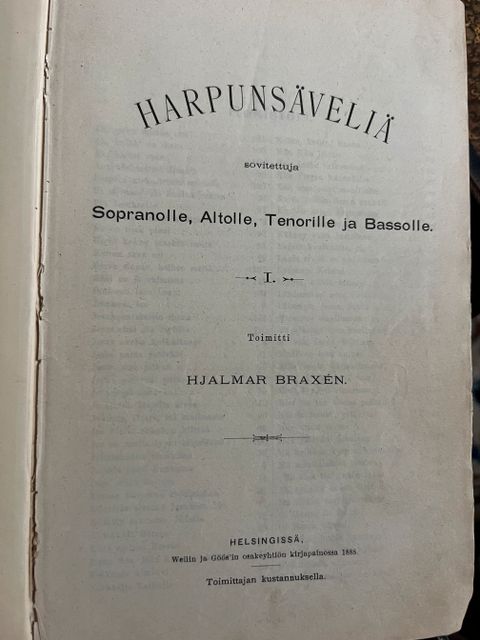 HARPUNSÄVELIÄ
sovitettuja
Sopranolle, Altolle, Tenorille ja Bassolle.
I.
Toimitti
HJALMAR BRAXÉN.
HELSINGISSÄ,
Weilin ja Göös'in osakeyhtiön kirjapainossa 1888
Toimittajan kustannuksella.